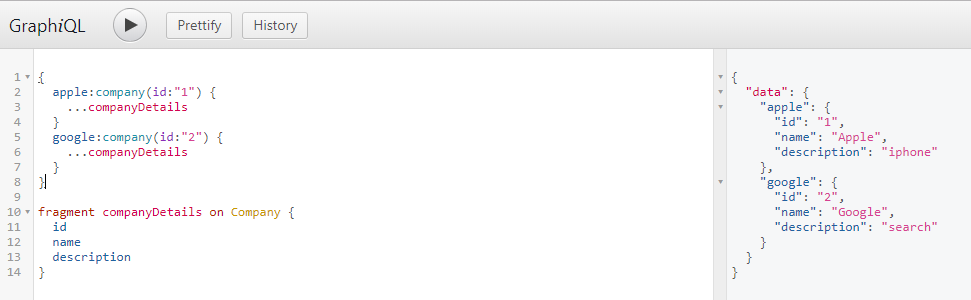 GraphiQL Prettify History
1 {
2   apple:company(id:"1") {
3     ...companyDetails
4   }
5   google:company(id:"2") {
6     ...companyDetails
7   }
8 }
9
10 fragment companyDetails on Company {
11   id
12   name
13   description
14 }
{
  "data": {
    "apple": {
      "id": "1",
      "name": "Apple",
      "description": "iphone"
    },
    "google": {
      "id": "2",
      "name": "Google",
      "description": "search"
    }
  }
}